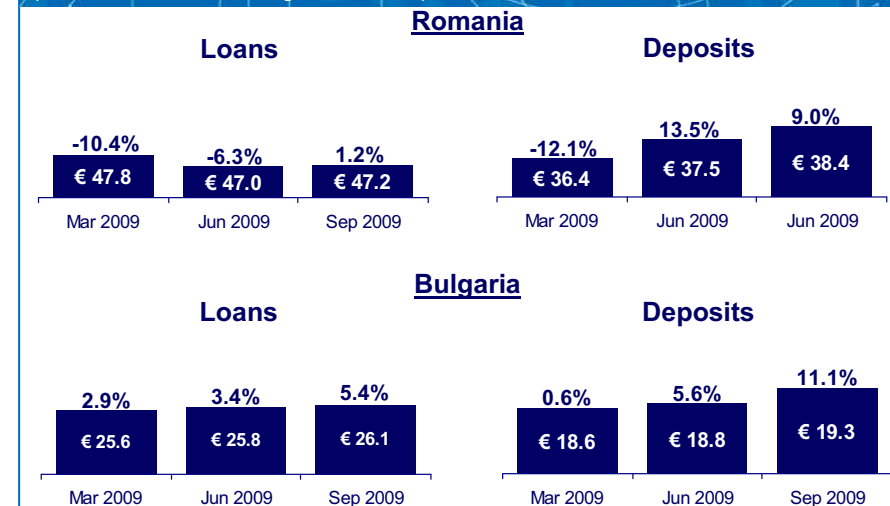 Romania
Loans
Deposits
-10.4% -6.3% 1.2%
€ 47.8 € 47.0 € 47.2
Mar 2009 Jun 2009 Sep 2009
-12.1% 13.5% 9.0%
€ 36.4 € 37.5 € 38.4
Mar 2009 Jun 2009 Jun 2009
Bulgaria
Loans
Deposits
2.9% 3.4% 5.4%
€ 25.6 € 25.8 € 26.1
Mar 2009 Jun 2009 Sep 2009
0.6% 5.6% 11.1%
€ 18.6 € 18.8 € 19.3
Mar 2009 Jun 2009 Sep 2009